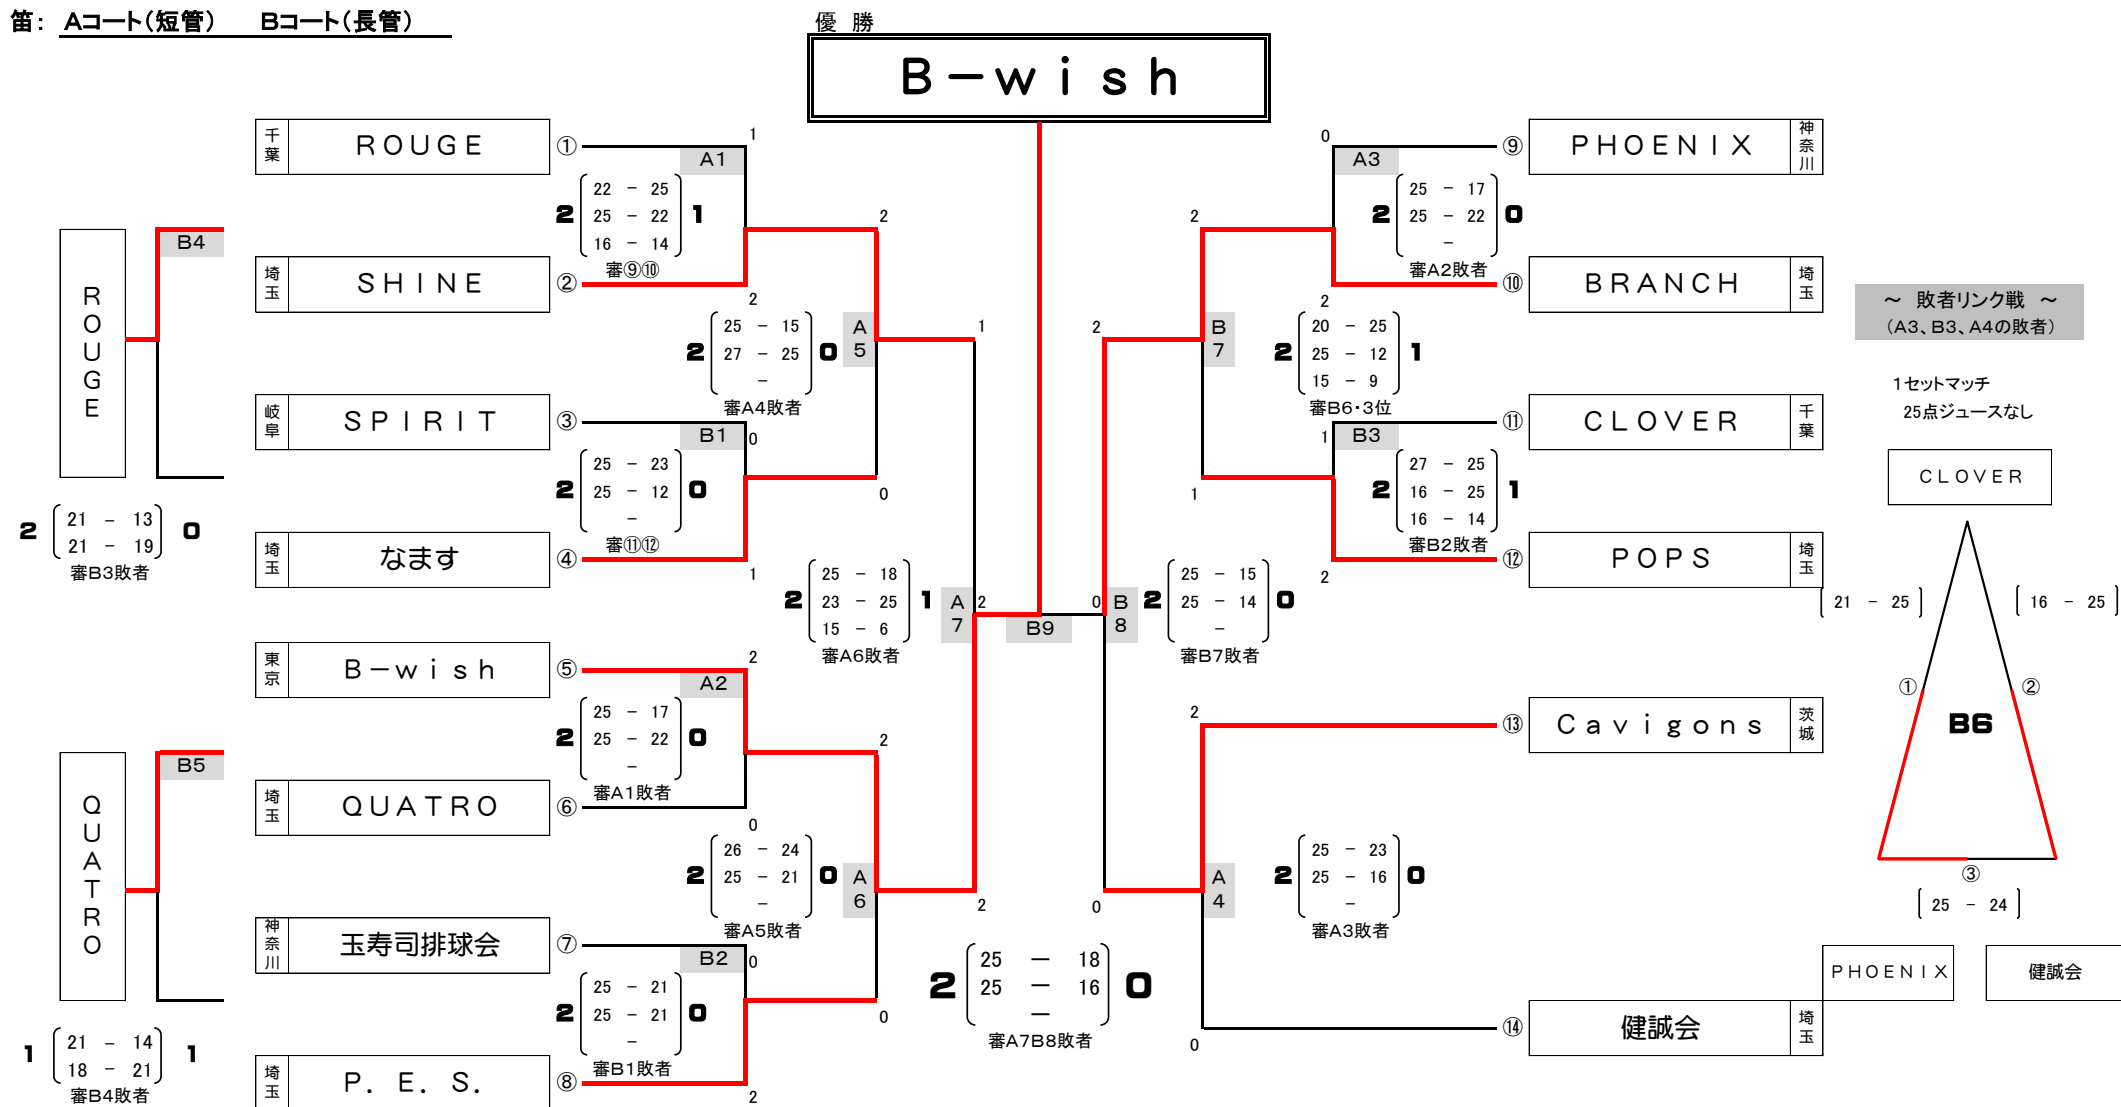 笛： Aコート（短管）　Bコート（長管）
優 勝
B－wish
千葉 ROUGE ①
1
A1
22 － 25
2 25 － 22 1
16 － 14
審⑨⑩
埼玉 SHINE ②
2
岐阜 SPIRIT ③
B1
0
25 － 23
2 25 － 12 0
－
審⑪⑫
埼玉 なます ④
1
2
25 － 15
2 27 － 25 0
－
審A4敗者
A5
0
1
東京 B－wish ⑤
2
A2
25 － 17
2 25 － 22 0
－
審A1敗者
埼玉 QUATRO ⑥
0
神奈川 玉寿司排球会 ⑦
B2
0
25 － 21
2 25 － 21 0
－
審B1敗者
埼玉 P．E．S． ⑧
2
2
26 － 24
2 25 － 21 0
－
審A5敗者
A6
0
2
25 － 18
2 23 － 25 1
15 － 6
審A6敗者
A7
2
B9
0
25 － 18
2 25 － 16 0
－
審A7B8敗者
ROUGE
B4
2 21 － 13 0
21 － 19
審B3敗者
QUATRO
B5
1 21 － 14 1
18 － 21
審B4敗者
0
⑨ PHOENIX 神奈川
A3
25 － 17
2 25 － 22 0
－
審A2敗者
⑩ BRANCH 埼玉
2
⑪ CLOVER 千葉
1
B3
27 － 25
2 16 － 25 1
16 － 14
審B2敗者
⑫ POPS 埼玉
2
2
B7
20 － 25
2 25 － 12 1
15 － 9
審B6・3位
1
2
B8
25 － 15
2 25 － 14 0
－
審B7敗者
0
2
⑬ Cavigons 茨城
A4
25 － 23
2 25 － 16 0
－
審A3敗者
⑭ 健誠会 埼玉
0
～ 敗者リンク戦 ～
（A3、B3、A4の敗者）
1セットマッチ
25点ジュースなし
CLOVER
21 － 25
16 － 25
①
②
B6
③
25 － 24
PHOENIX
健誠会